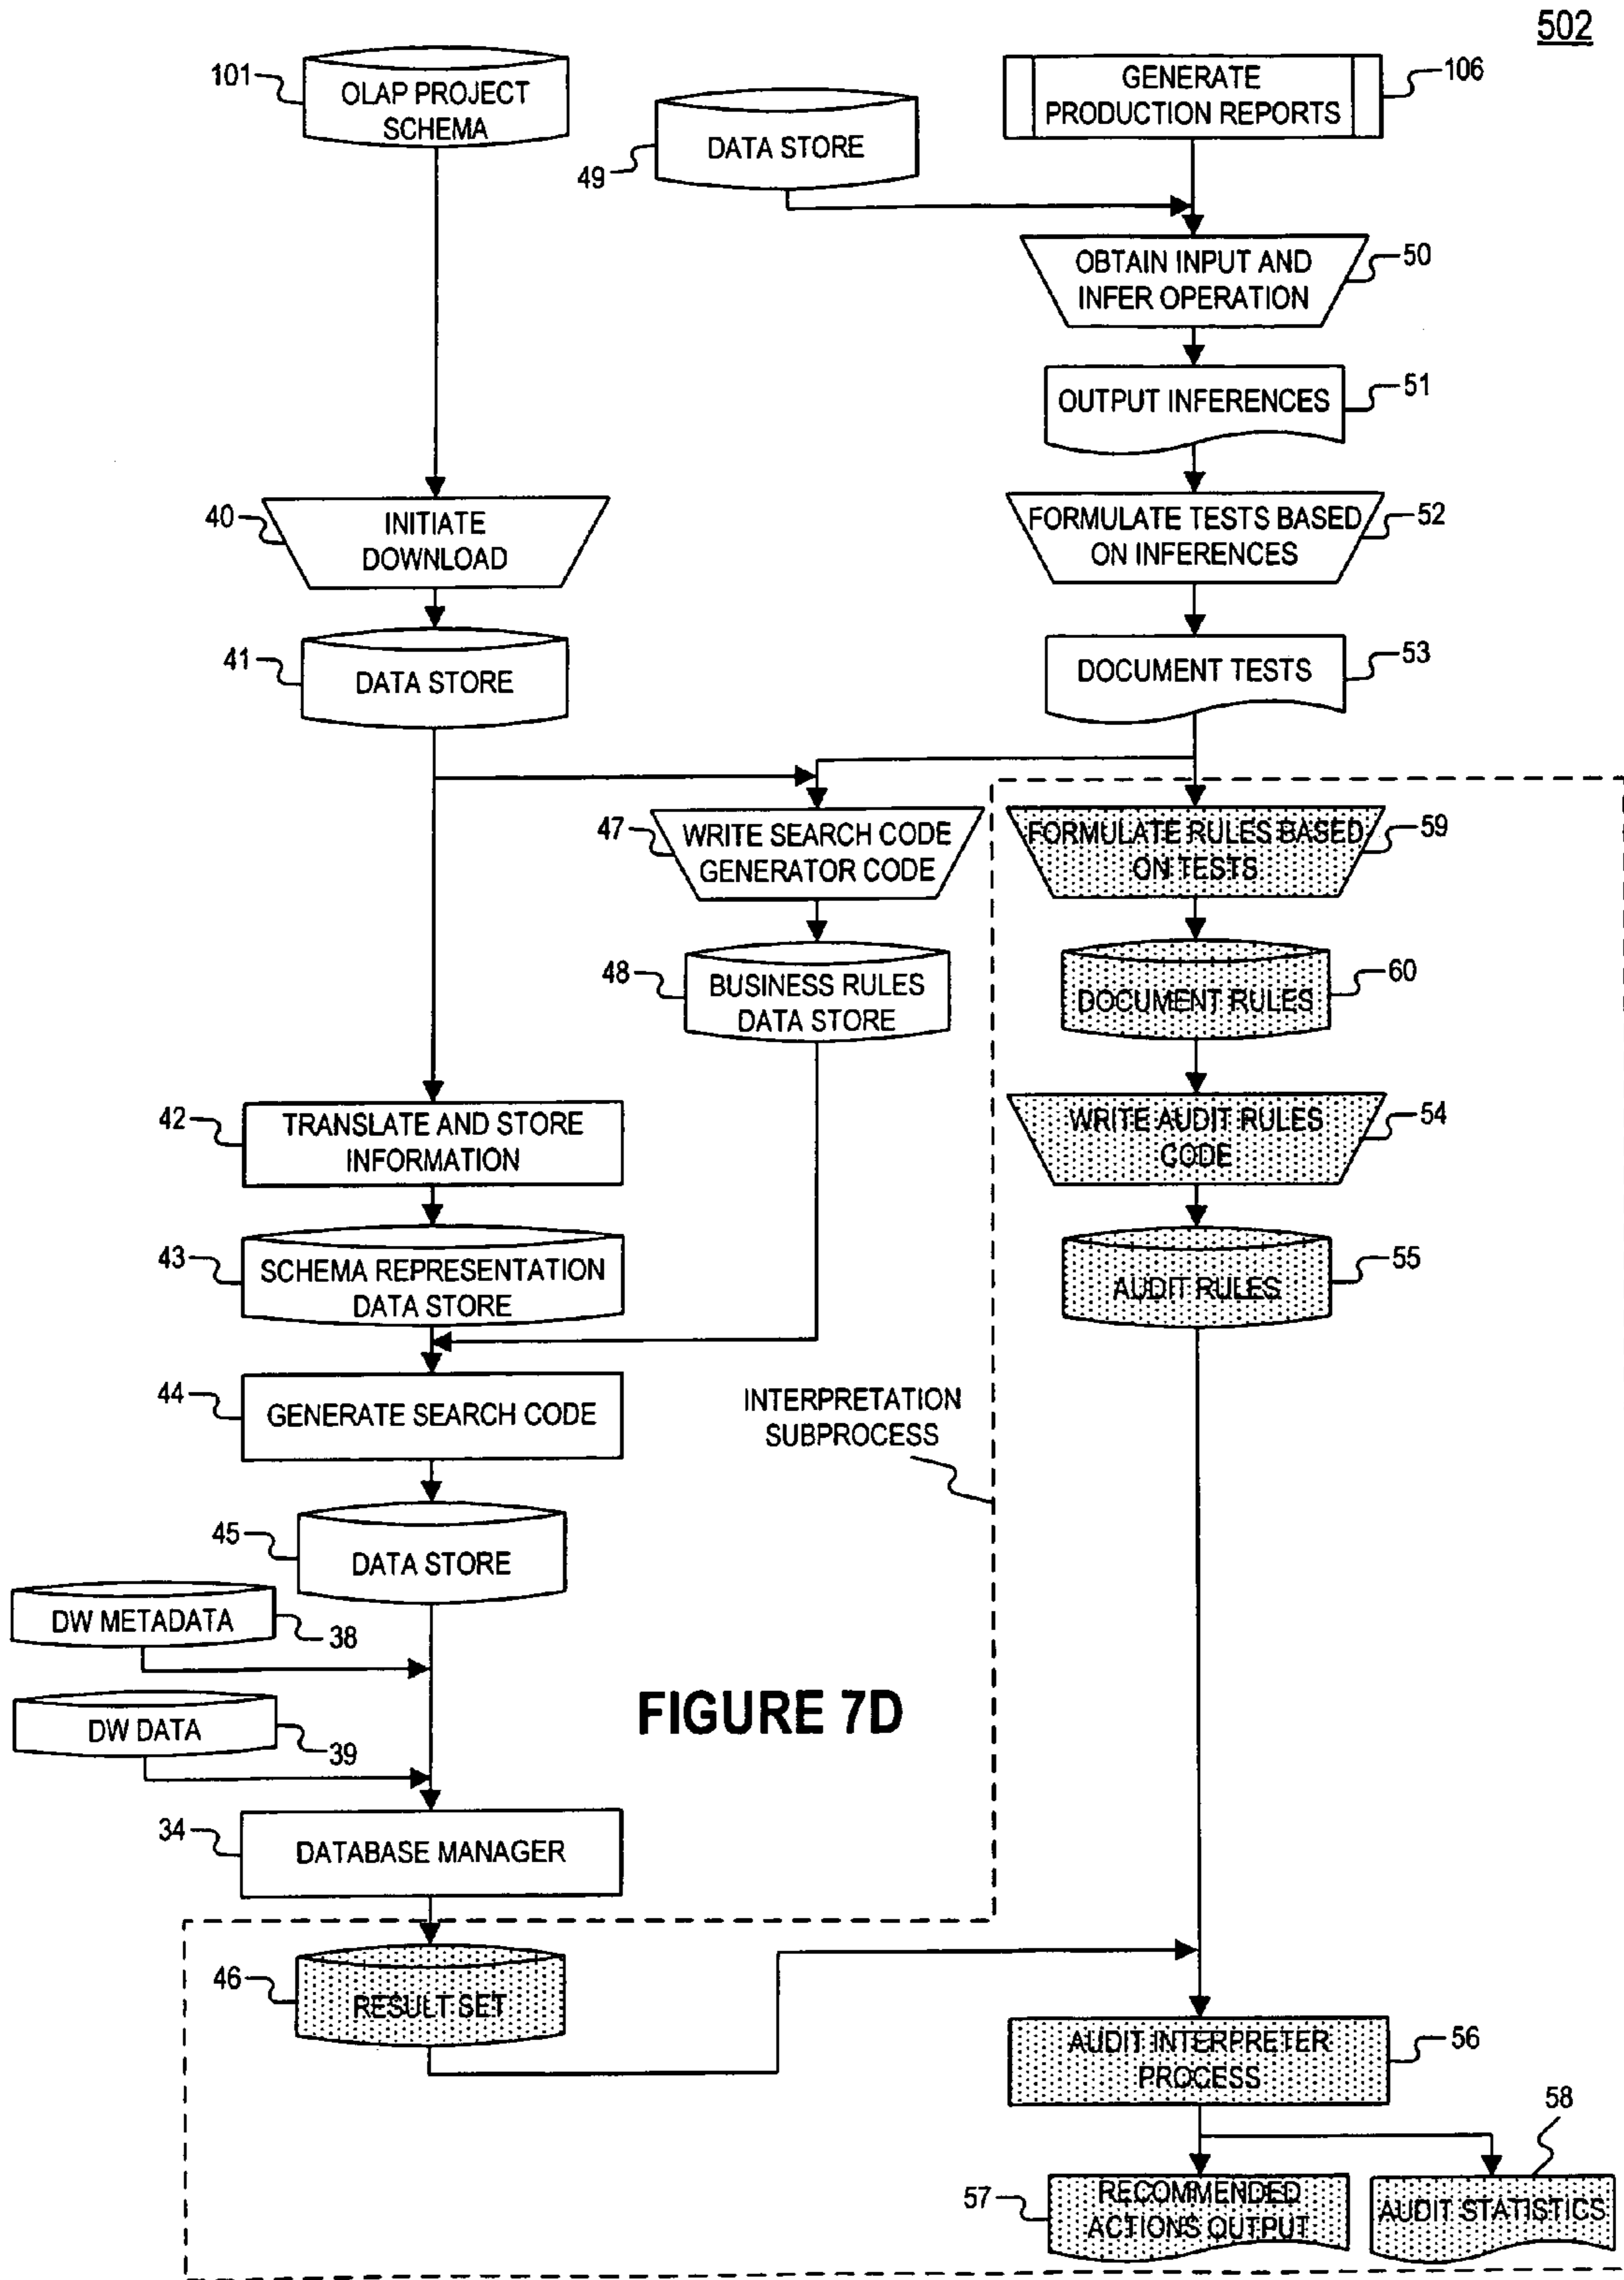 502
101
OLAP PROJECT
SCHEMA
DATA STORE
49
GENERATE
PRODUCTION REPORTS
106
OBTAIN INPUT AND
INFER OPERATION
50
OUTPUT INFERENCES
51
40
INITIATE
DOWNLOAD
FORMULATE TESTS BASED
ON INFERENCES
52
41
DATA STORE
DOCUMENT TESTS
53
47
WRITE SEARCH CODE
GENERATOR CODE
FORMULATE RULES BASED
ON TESTS
59
48
BUSINESS RULES
DATA STORE
DOCUMENT RULES
60
42
TRANSLATE AND STORE
INFORMATION
WRITE AUDIT RULES
CODE
54
43
SCHEMA REPRESENTATION
DATA STORE
AUDIT RULES
55
44
GENERATE SEARCH CODE
INTERPRETATION
SUBPROCESS
45
DATA STORE
DW METADATA
38
DW DATA
39
FIGURE 7D
34
DATABASE MANAGER
46
RESULT SET
AUDIT INTERPRETER
PROCESS
56
58
57
RECOMMENDED
ACTIONS OUTPUT
AUDIT STATISTICS